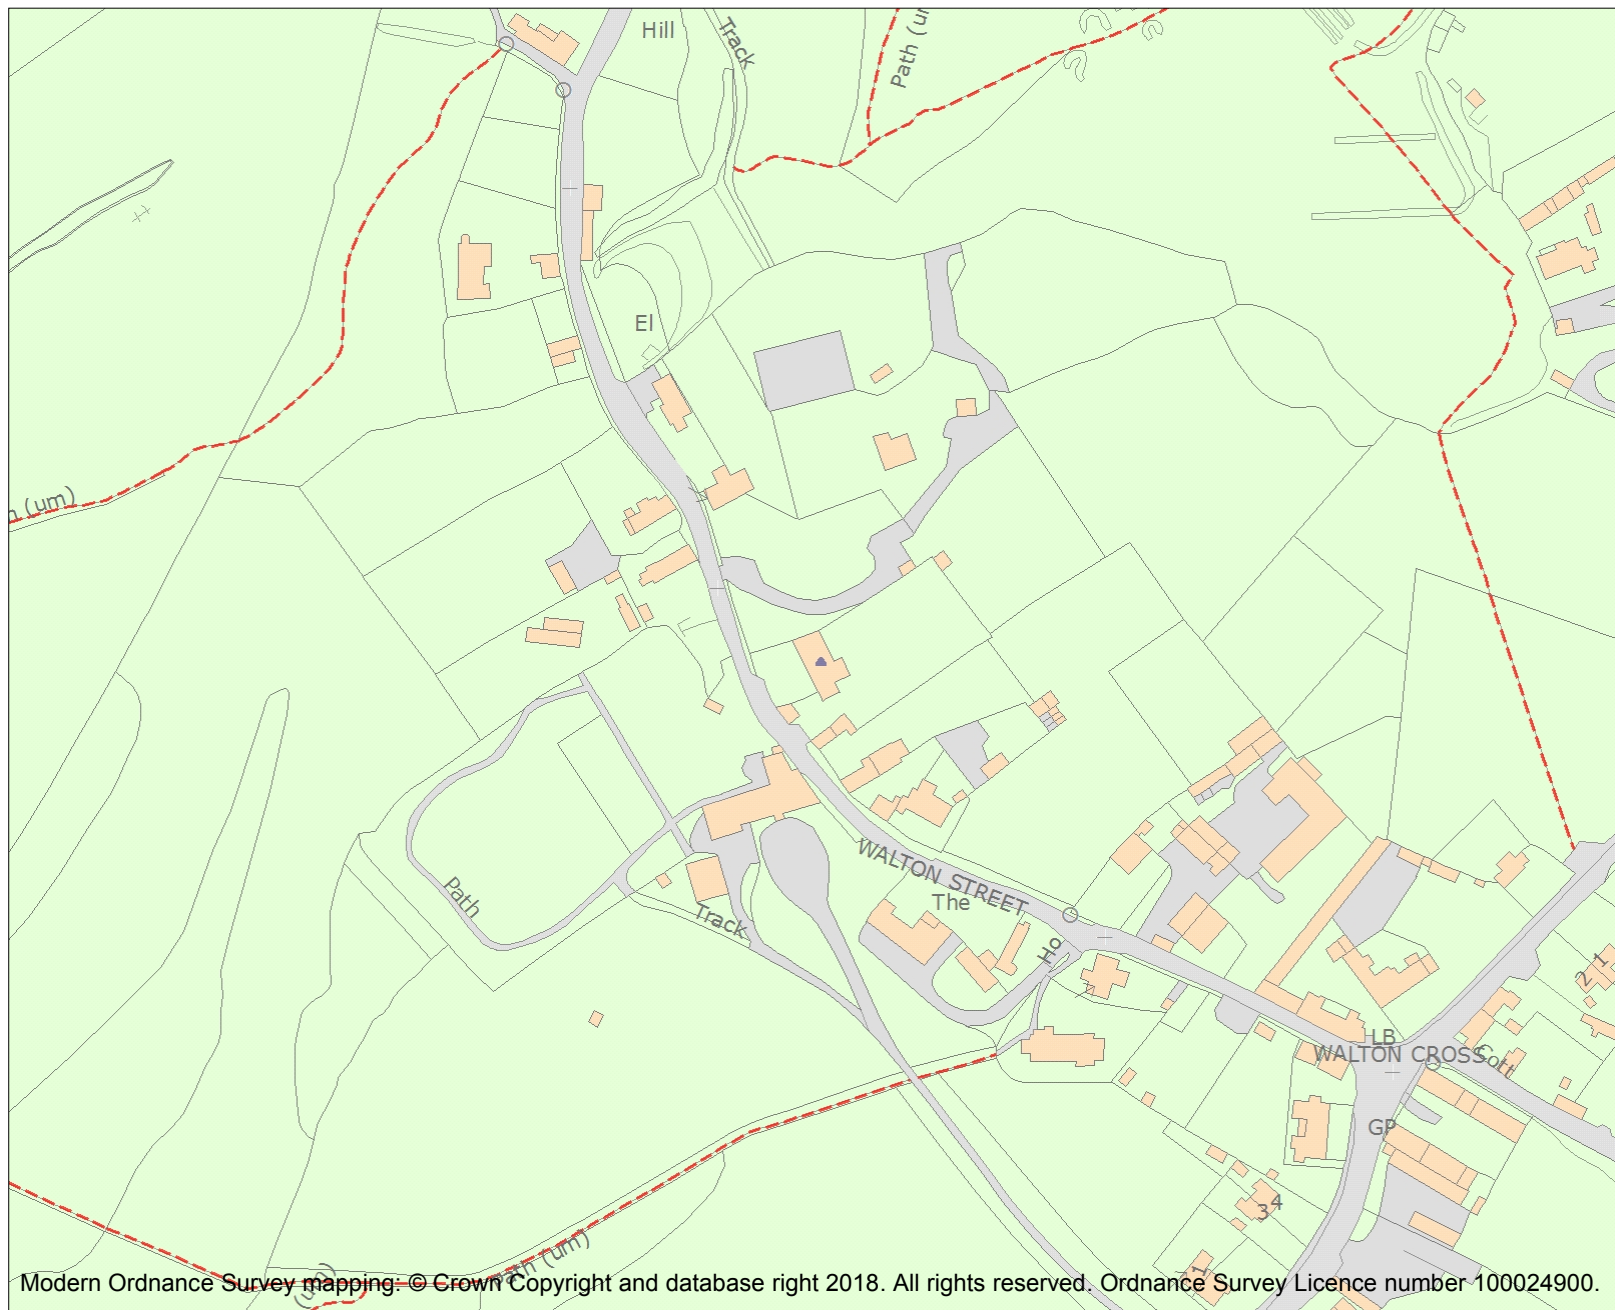 Hill
Track
Path (ur
El
n (um)
Path
Track
WALTON STREET
The
Ho
2 1
LB
WALTON CROSS
Cott
GP
3 4
1
Path (um)
(um)
Modern Ordnance Survey mapping: © Crown Copyright and database right 2018. All rights reserved. Ordnance Survey Licence number 100024900.